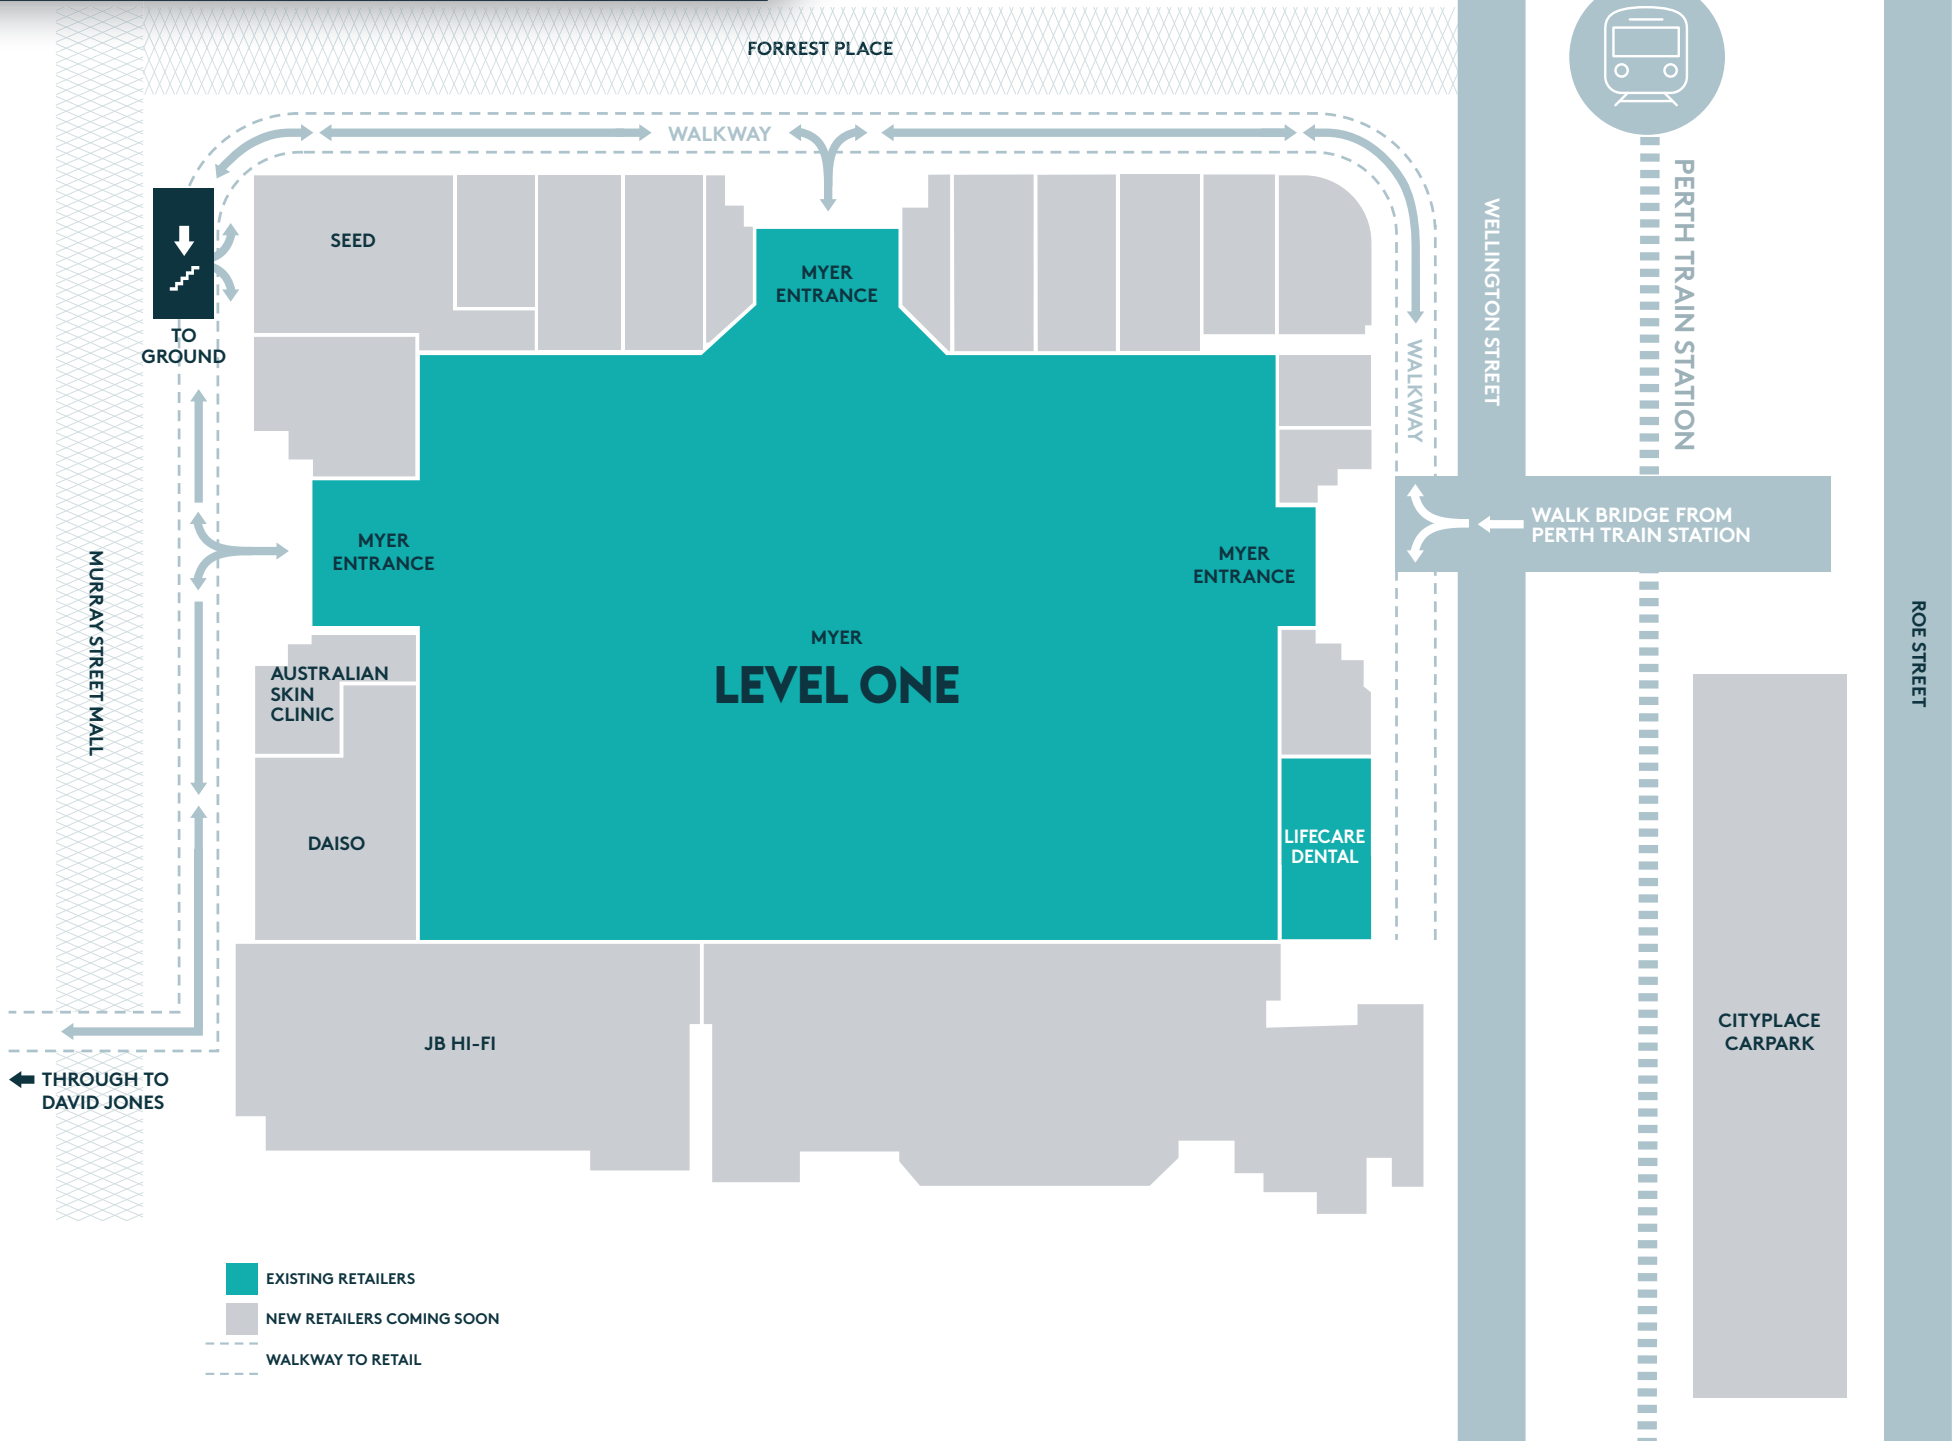 FORREST PLACE
WALKWAY
PERTH TRAIN STATION
WELLINGTON STREET
SEED
MYER
ENTRANCE
TO
GROUND
WALKWAY
WALK BRIDGE FROM
PERTH TRAIN STATION
MYER
ENTRANCE
MYER
ENTRANCE
MURRAY STREET MALL
ROE STREET
MYER
LEVEL ONE
AUSTRALIAN
SKIN
CLINIC
DAISO
LIFECARE
DENTAL
JB HI-FI
CITYPLACE
CARPARK
THROUGH TO
DAVID JONES
EXISTING RETAILERS
NEW RETAILERS COMING SOON
WALKWAY TO RETAIL